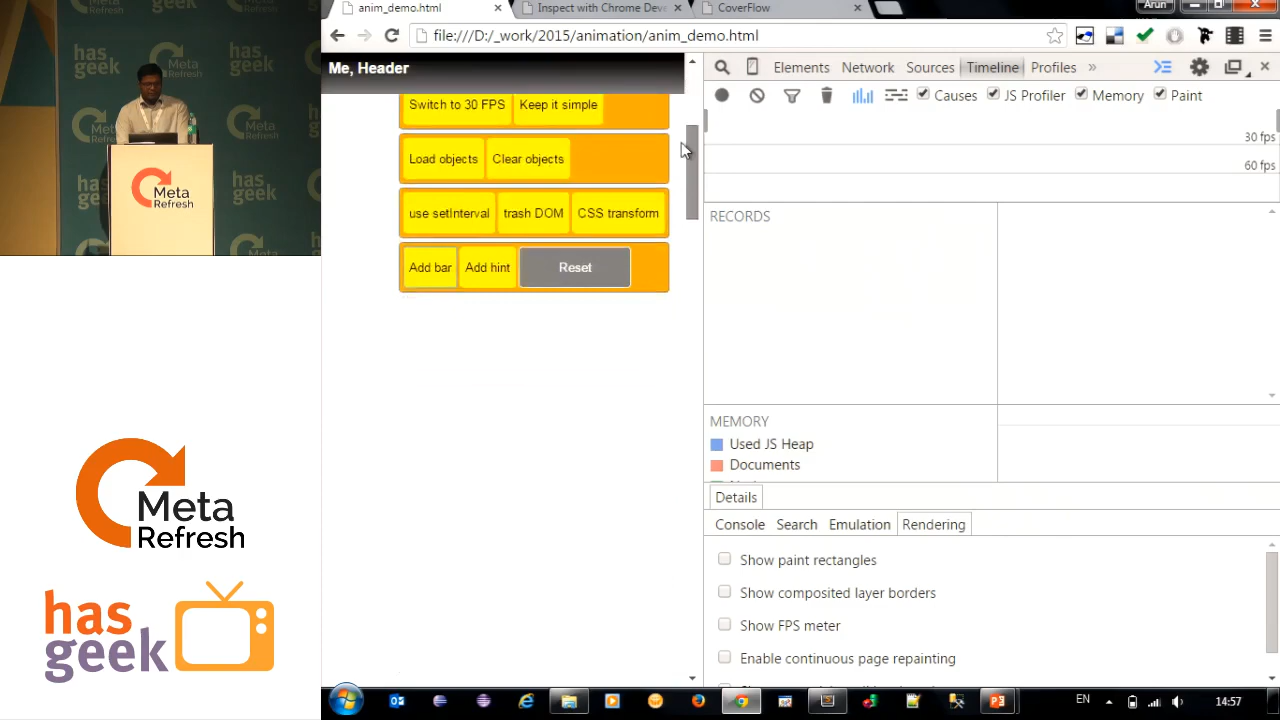 anim_demo.html
Inspect with Chrome Deve
CoverFlow
Arun
file:///D:/_work/2015/animation/anim_demo.html
Me, Header
Elements
Network
Sources
Timeline
Profiles
»
Switch to 30 FPS
Keep it simple
Causes
JS Profiler
Memory
Paint
30 fps
60 fps
Load objects
Clear objects
use setInterval
trash DOM
CSS transform
RECORDS
Add bar
Add hint
Reset
MEMORY
Used JS Heap
Documents
Details
Console
Search
Emulation
Rendering
Show paint rectangles
Show composited layer borders
Show FPS meter
Enable continuous page repainting
EN
14:57
has
geek
Meta
Refresh
Meta
Refresh
has
geek